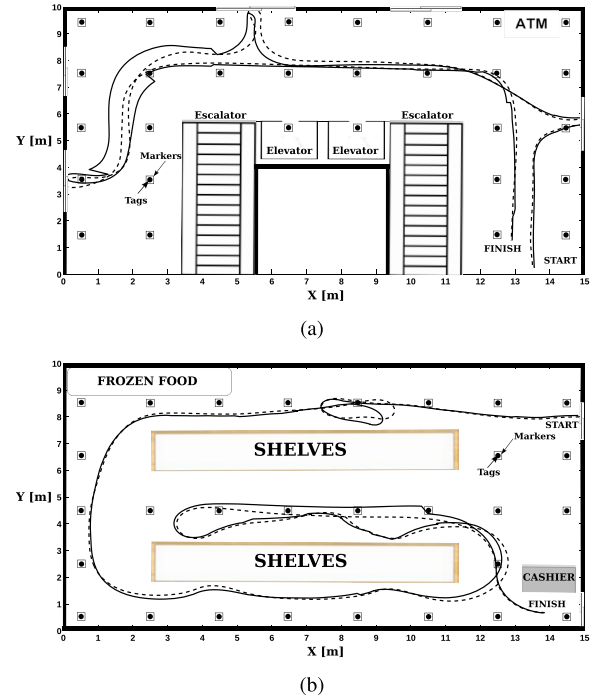 10
9
8
7
6
5
4
3
2
1
0
Y [m]
ATM
Escalator
Escalator
Elevator
Elevator
Markers
Tags
FINISH
START
0 1 2 3 4 5 6 7 8 9 10 11 12 13 14 15
X [m]
(a)
10
9
8
7
6
5
4
3
2
1
0
Y [m]
FROZEN FOOD
START
SHELVES
Markers
Tags
SHELVES
CASHIER
FINISH
0 1 2 3 4 5 6 7 8 9 10 11 12 13 14 15
X [m]
(b)